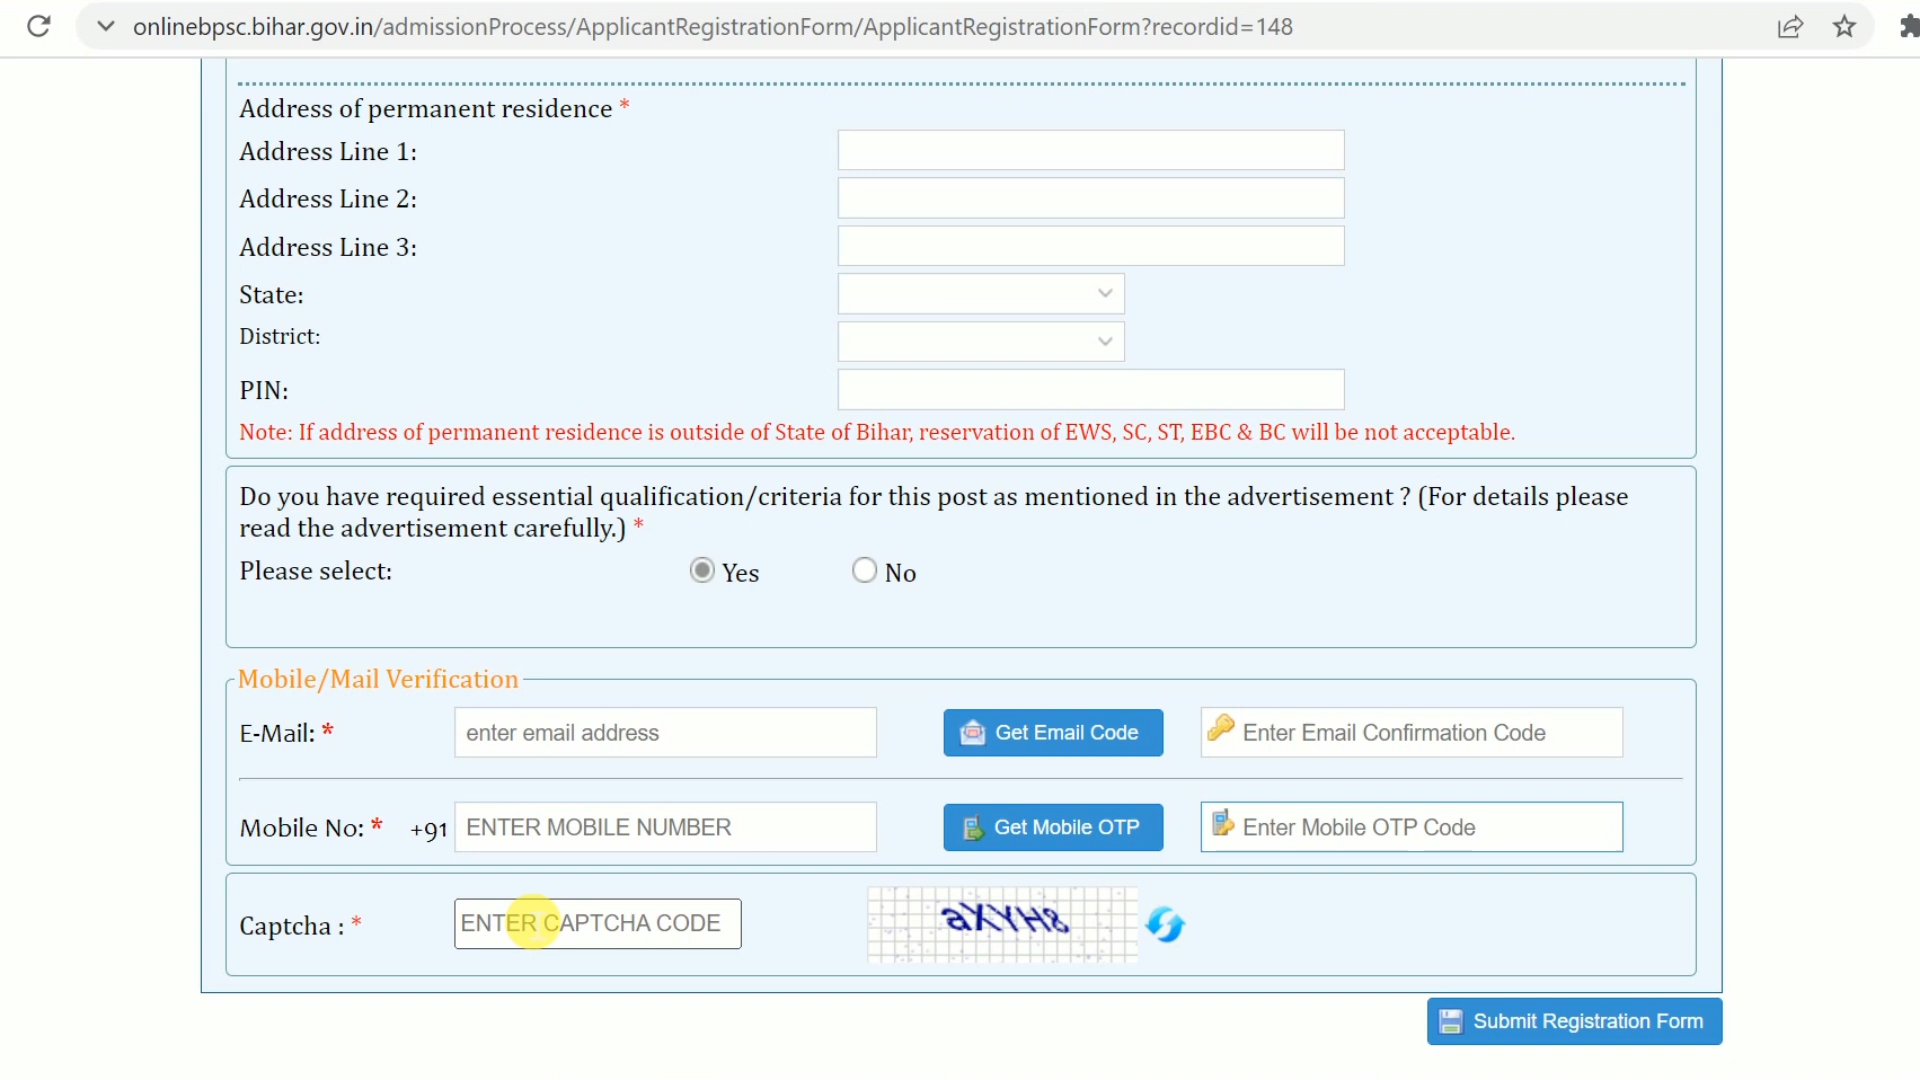 onlinebpsc.bihar.gov.in/admissionProcess/ApplicantRegistrationForm/ApplicantRegistrationForm?recordid=148
Address of permanent residence *
Address Line 1:
Address Line 2:
Address Line 3:
State:
District:
PIN:
Note: If address of permanent residence is outside of State of Bihar, reservation of EWS, SC, ST, EBC & BC will be not acceptable.
Do you have required essential qualification/criteria for this post as mentioned in the advertisement ? (For details please
read the advertisement carefully.) *
Please select: Yes No
Mobile/Mail Verification
E-Mail: * enter email address Get Email Code Enter Email Confirmation Code
Mobile No: * +91 ENTER MOBILE NUMBER Get Mobile OTP Enter Mobile OTP Code
Captcha : * ENTER CAPTCHA CODE
Submit Registration Form